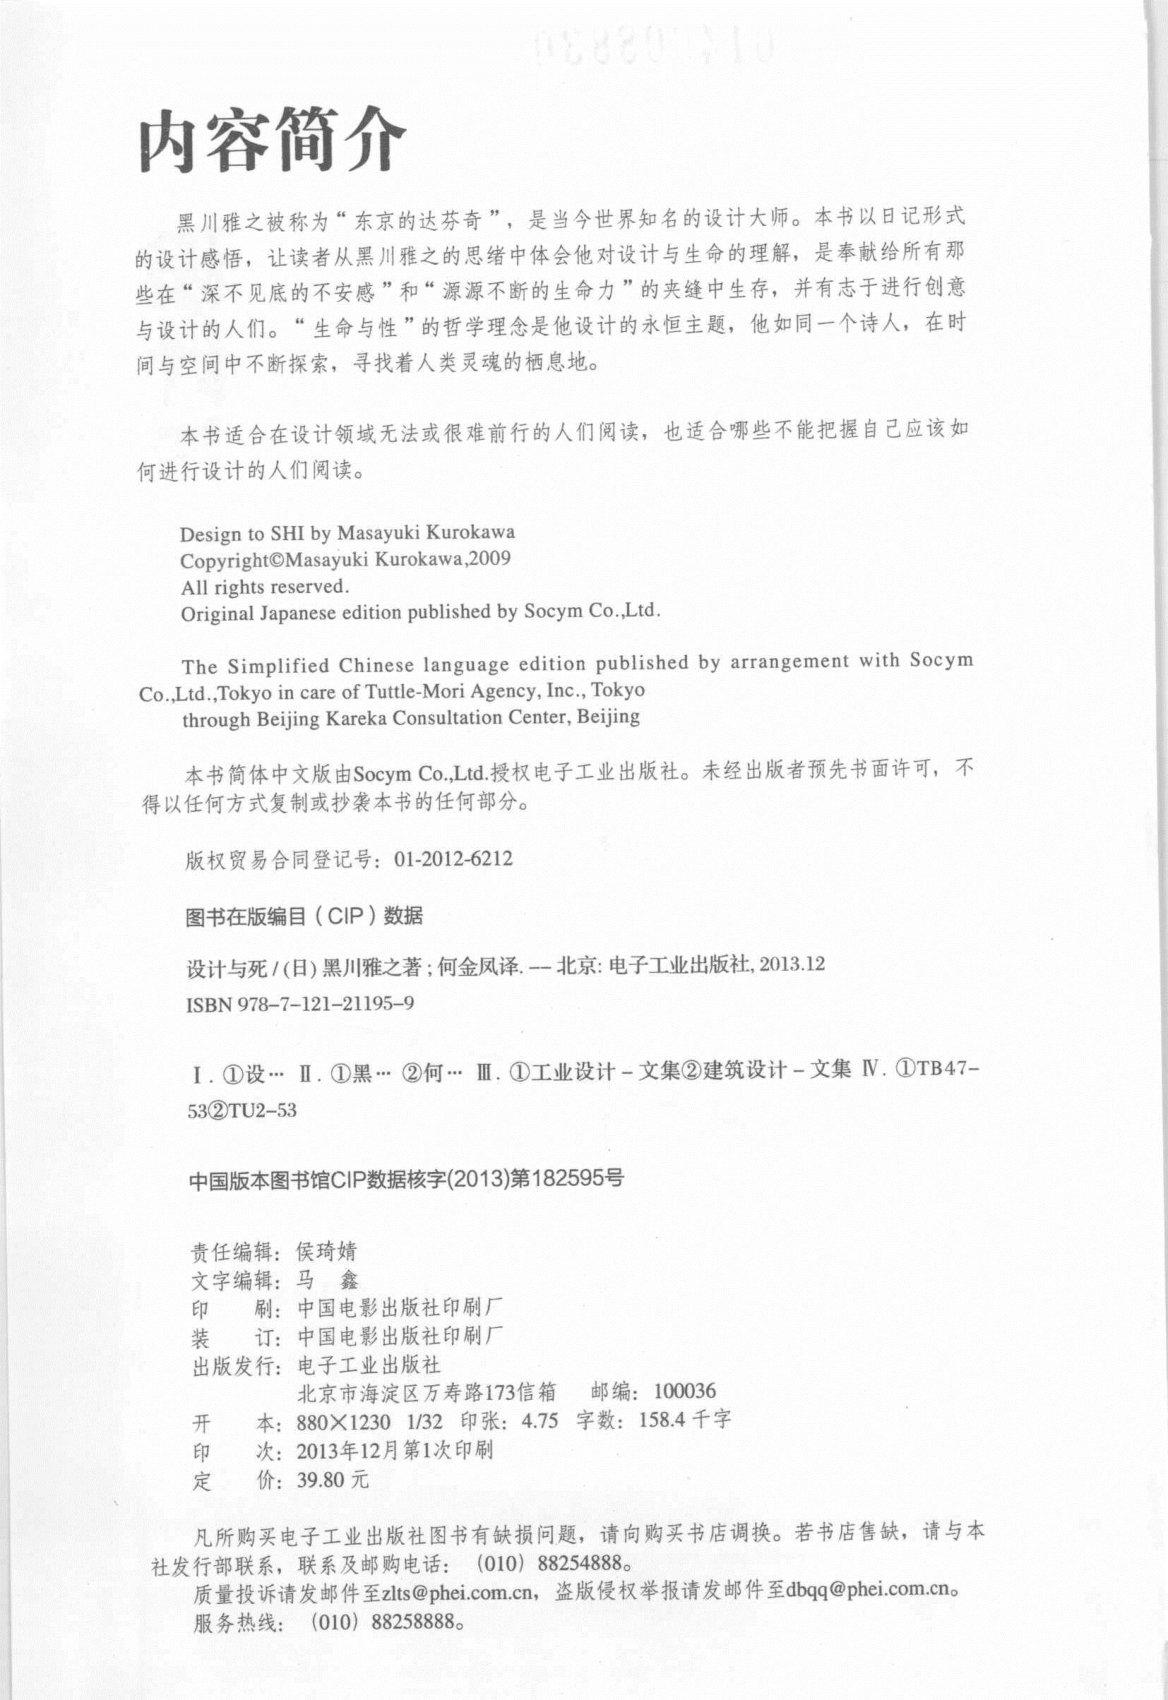 内容简介
黑川雅之被称为“东京的达芬奇”，是当今世界知名的设计大师。本书以日记形式
的设计感悟，让读者从黑川雅之的思绪中体会他对设计与生命的理解，是奉献给所有那
些在“深不见底的不安感”和“源源不断的生命力”的夹缝中生存，并有志于进行创意
与设计的人们。“生命与性”的哲学理念是他设计的永恒主题，他如同一个诗人，在时
间与空间中不断探索，寻找着人类灵魂的栖息地。
本书适合在设计领域无法或很难前行的人们阅读，也适合哪些不能把握自己应该如
何进行设计的人们阅读。
Design to SHI by Masayuki Kurokawa
Copyright©Masayuki Kurokawa,2009
All rights reserved.
Original Japanese edition published by Socym Co.,Ltd.
The Simplified Chinese language edition published by arrangement with Socym
Co.,Ltd.,Tokyo in care of Tuttle-Mori Agency, Inc., Tokyo
through Beijing Kareka Consultation Center, Beijing
本书简体中文版由Socym Co.,Ltd.授权电子工业出版社。未经出版者预先书面许可，不
得以任何方式复制或抄袭本书的任何部分。
版权贸易合同登记号：01-2012-6212
图书在版编目（CIP）数据
设计与死 / (日) 黑川雅之著 ; 何金凤译. -- 北京: 电子工业出版社, 2013.12
ISBN 978-7-121-21195-9
Ⅰ. ①设… Ⅱ. ①黑… ②何… Ⅲ. ①工业设计－文集②建筑设计－文集 Ⅳ. ①TB47-
53②TU2-53
中国版本图书馆CIP数据核字(2013)第182595号
责任编辑：侯琦婧
文字编辑：马　鑫
印　　刷：中国电影出版社印刷厂
装　　订：中国电影出版社印刷厂
出版发行：电子工业出版社
北京市海淀区万寿路173信箱　邮编：100036
开　　本：880×1230 1/32 印张：4.75 字数：158.4 千字
印　　次：2013年12月第1次印刷
定　　价：39.80 元
凡所购买电子工业出版社图书有缺损问题，请向购买书店调换。若书店售缺，请与本
社发行部联系，联系及邮购电话：（010）88254888。
质量投诉请发邮件至zlts@phei.com.cn，盗版侵权举报请发邮件至dbqq@phei.com.cn。
服务热线：（010）88258888。